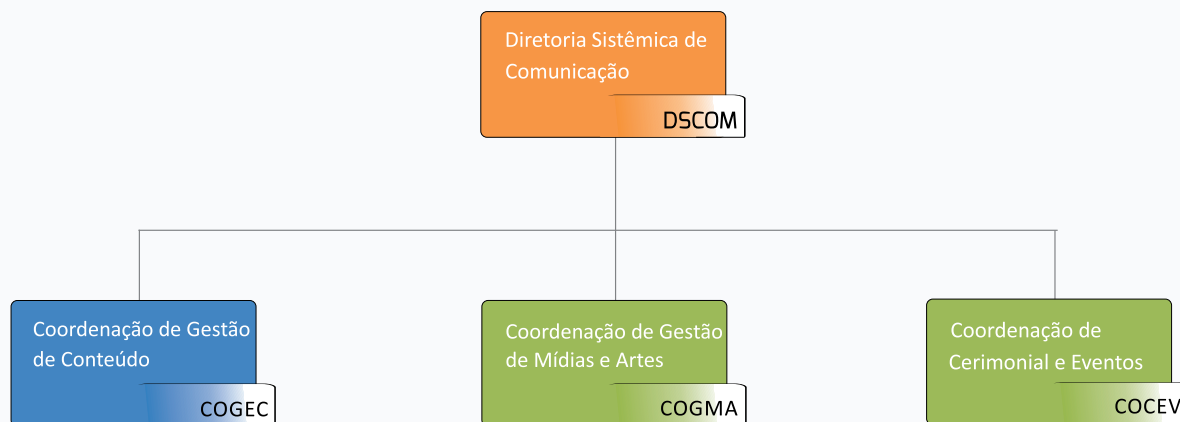 Diretoria Sistêmica de
Comunicação
DSCOM
Coordenação de Gestão
de Conteúdo
COGEC
Coordenação de Gestão
de Mídias e Artes
COGMA
Coordenação de
Cerimonial e Eventos
COCEV